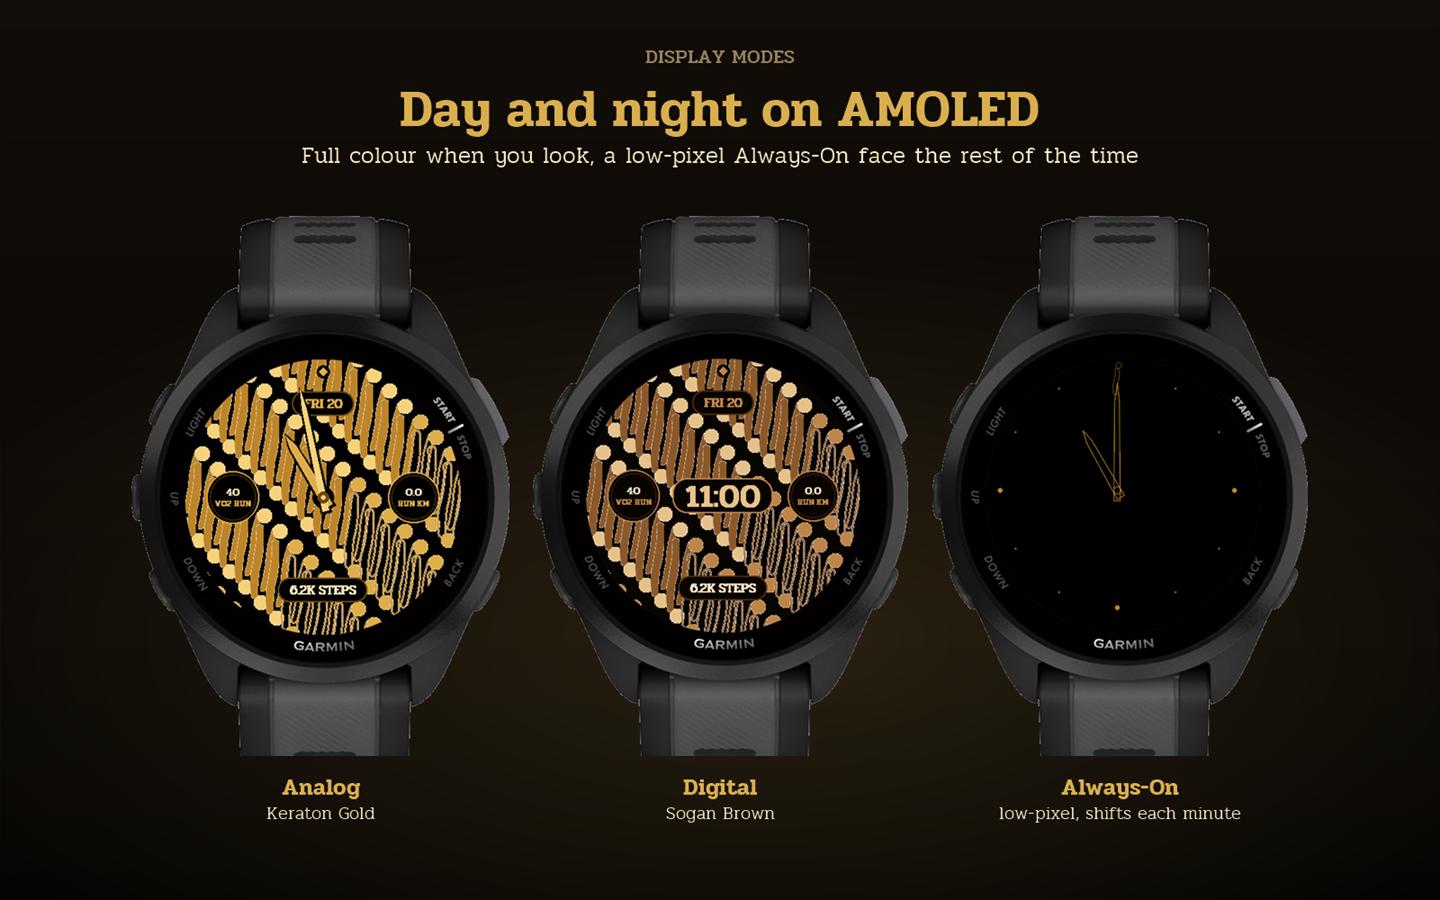 DISPLAY MODES
Day and night on AMOLED
Full colour when you look, a low-pixel Always-On face the rest of the time
FRI 20
LIGHT
START
STOP
UP
40
VO2 RUN
0.0
RUN KM
DOWN
BACK
6.2K STEPS
GARMIN
FRI 20
LIGHT
START
STOP
UP
40
VO2 RUN
11:00
0.0
RUN KM
DOWN
BACK
6.2K STEPS
GARMIN
LIGHT
START
STOP
UP
DOWN
BACK
GARMIN
Analog
Keraton Gold
Digital
Sogan Brown
Always-On
low-pixel, shifts each minute